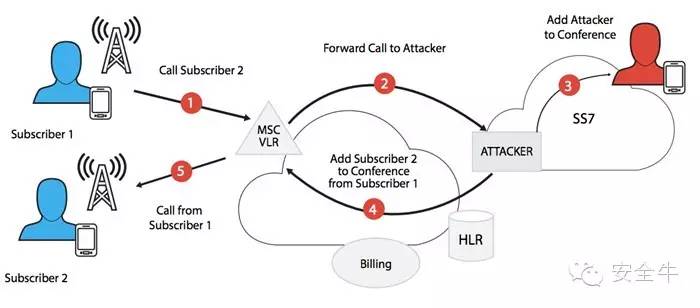 Add Attacker
to Conference
Forward Call to Attacker
Call Subscriber 2
2
3
1
Subscriber 1
MSC
VLR
SS7
ATTACKER
Add Subscriber 2
to Conference
from Subscriber 1
5
4
Call from
Subscriber 1
HLR
Subscriber 2
Billing
安全牛